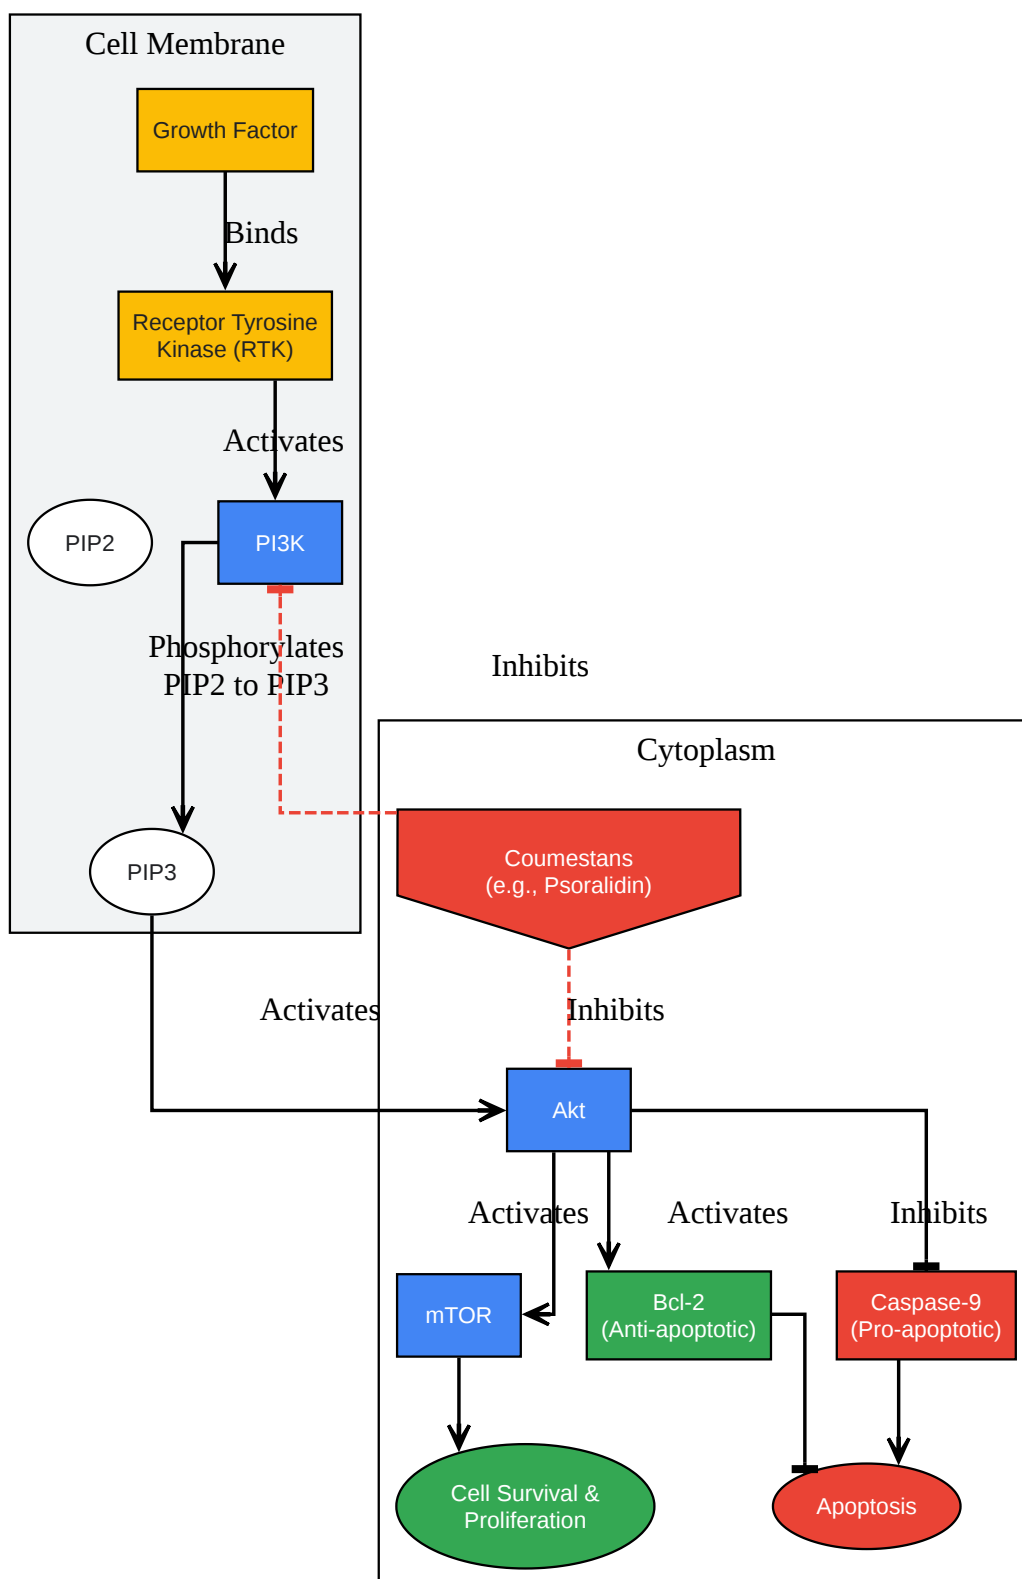 Cell Membrane
Growth Factor
Binds
Receptor Tyrosine
Kinase (RTK)
Activates
PIP2
PI3K
Phosphorylates
PIP2 to PIP3
Inhibits
Cytoplasm
PIP3
Coumestans
(e.g., Psoralidin)
Activates
Inhibits
Akt
Activates
Activates
Inhibits
mTOR
Bcl-2
(Anti-apoptotic)
Caspase-9
(Pro-apoptotic)
Cell Survival &
Proliferation
Apoptosis